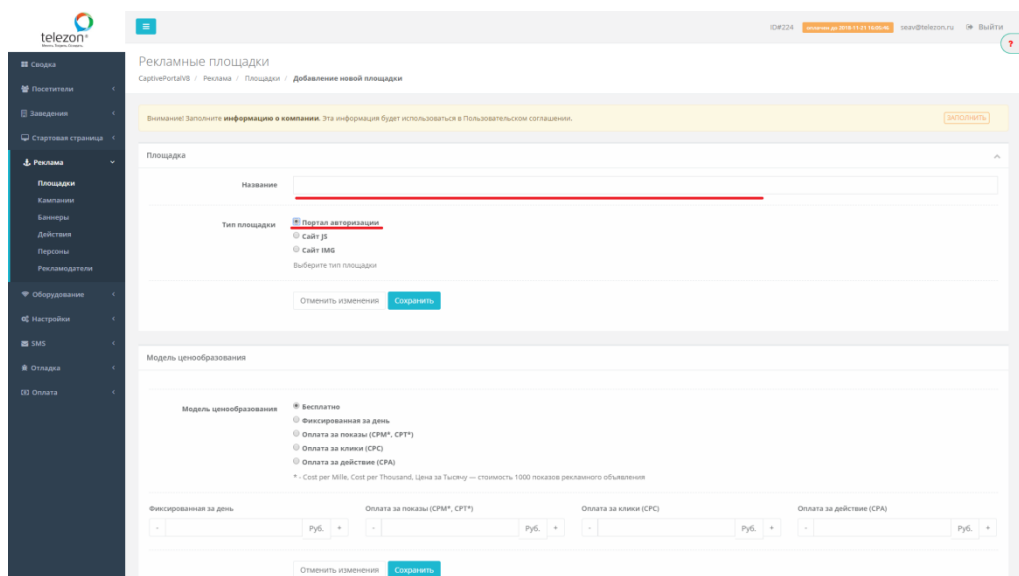 telezon®
ID#224
seav@telezon.ru
Выйти
?
Сводка
Посетители
Заведения
Стартовая страница
Реклама
Площадки
Кампании
Баннеры
Действия
Персоны
Рекламодатели
Оборудование
Настройки
SMS
Отладка
Оплата
Рекламные площадки
CaptivePortalV6 / Реклама / Площадки / Добавление новой площадки
Внимание! Заполните информацию о компании. Эта информация будет использоваться в Пользовательском соглашении.
ЗАПОЛНИТЬ
Площадка
Название
Тип площадки
Портал авторизации
Сайт JS
Сайт IMG
Выберите тип площадки
Отменить изменения Сохранить
Модель ценообразования
Модель ценообразования
Бесплатно
Фиксированная за день
Оплата за показы (CPM*, CPT*)
Оплата за клики (CPC)
Оплата за действие (CPA)
* - Cost per Mille, Cost per Thousand, Цена за Тысячу — стоимость 1000 показов рекламного объявления
Фиксированная за день Оплата за показы (CPM*, CPT*) Оплата за клики (CPC) Оплата за действие (CPA)
- Руб. + - Руб. + - Руб. + - Руб. +
Отменить изменения Сохранить